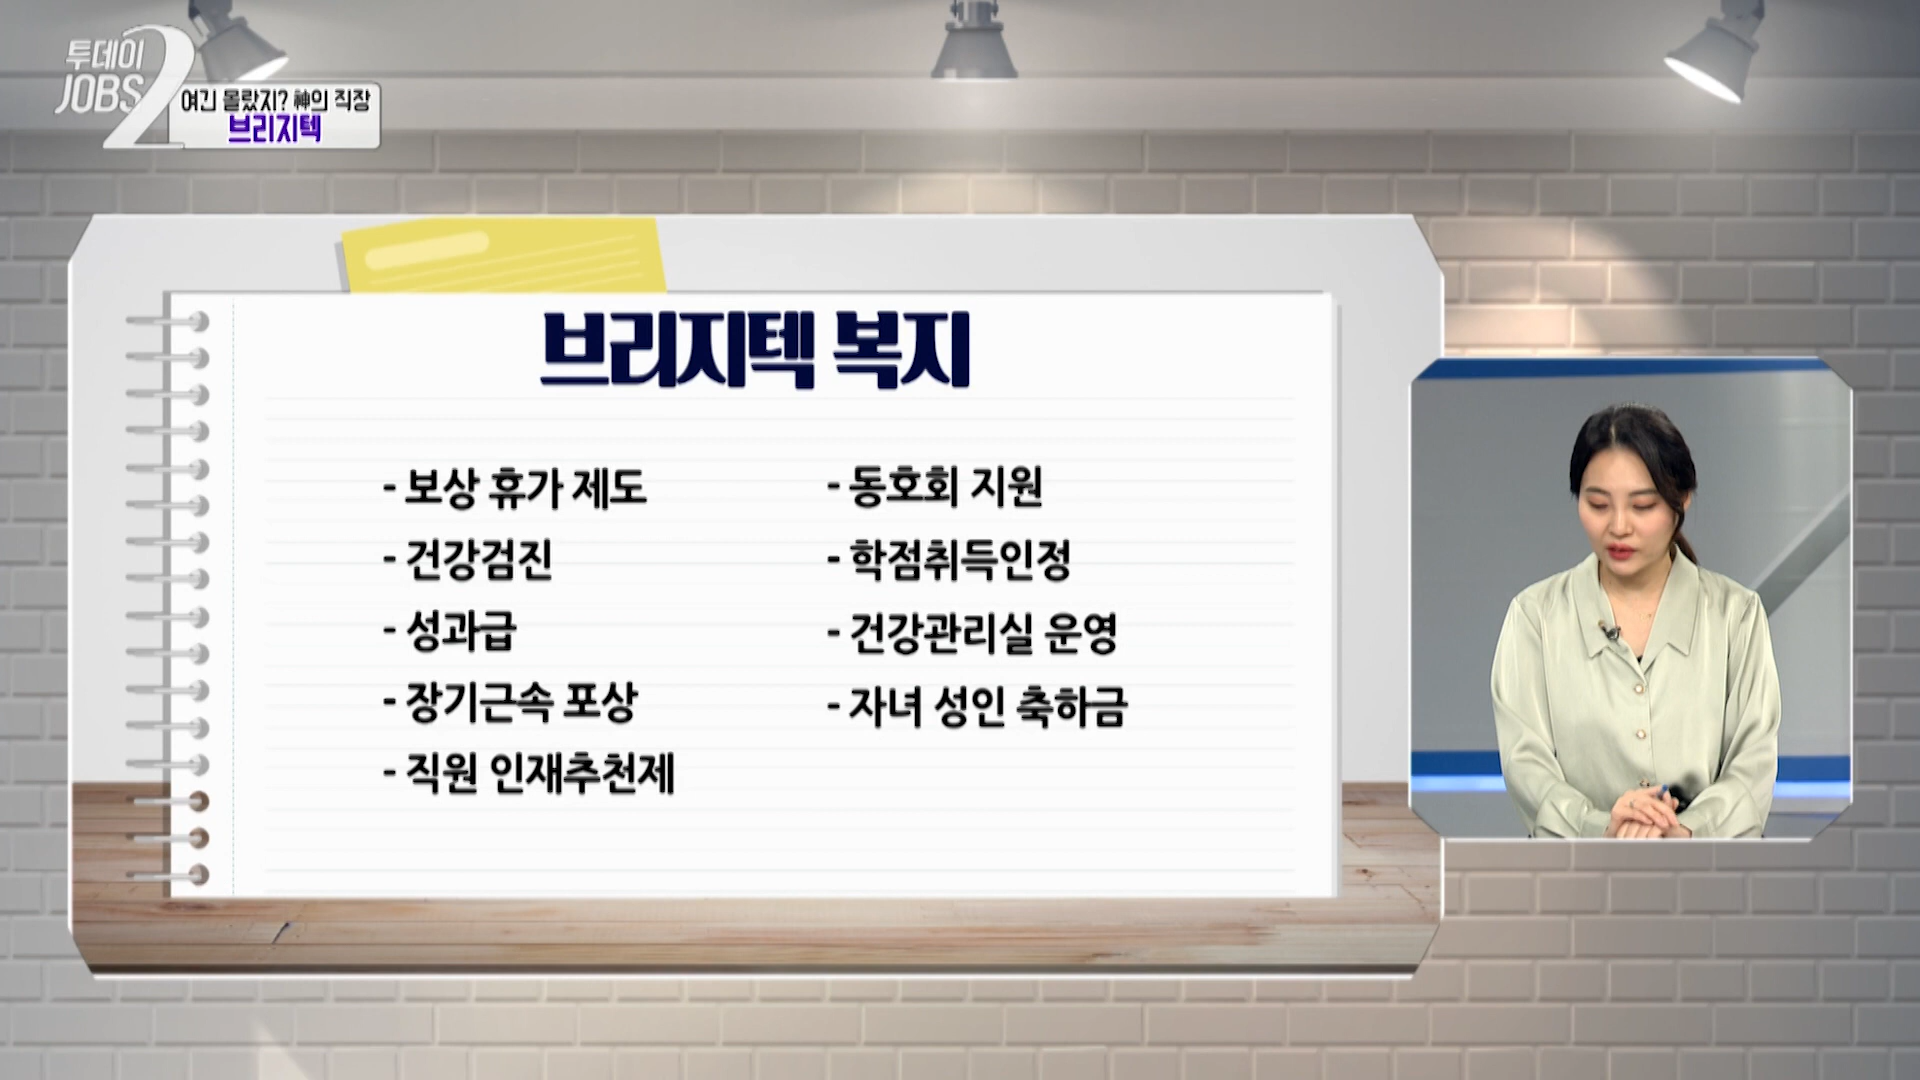 투데이
JOBS 2
여긴 몰랐지? 神의 직장
브리지텍
브리지텍 복지
- 보상 휴가 제도
- 건강검진
- 성과급
- 장기근속 포상
- 직원 인재추천제
- 동호회 지원
- 학점취득인정
- 건강관리실 운영
- 자녀 성인 축하금